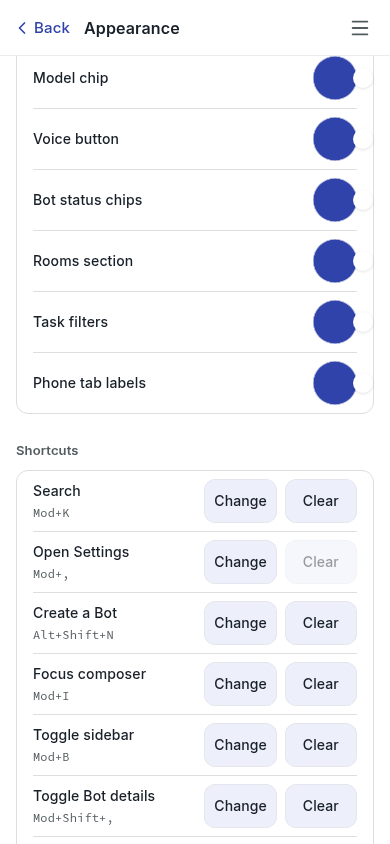 Back Appearance
Model chip
Voice button
Bot status chips
Rooms section
Task filters
Phone tab labels
Shortcuts
Search
Mod+K
Change Clear
Open Settings
Mod+,
Change Clear
Create a Bot
Alt+Shift+N
Change Clear
Focus composer
Mod+I
Change Clear
Toggle sidebar
Mod+B
Change Clear
Toggle Bot details
Mod+Shift+,
Change Clear